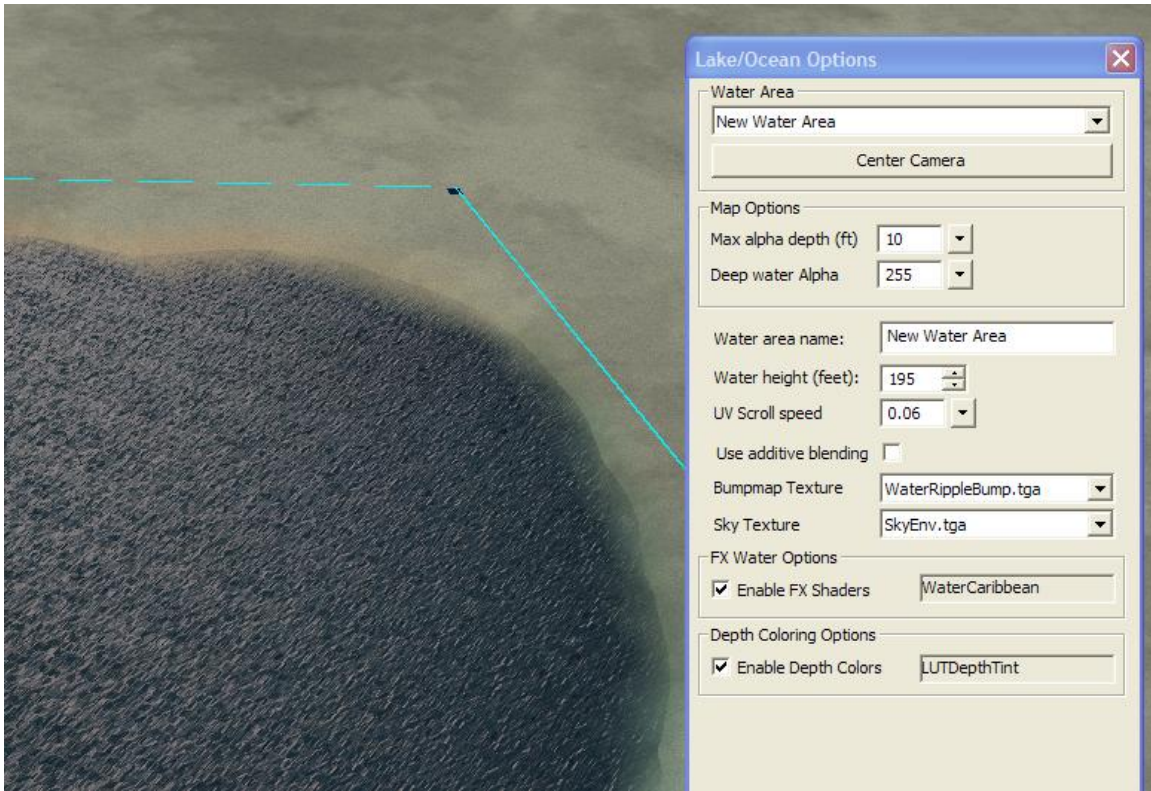 Lake/Ocean Options
Water Area
New Water Area
Center Camera
Map Options
Max alpha depth (ft) 10
Deep water Alpha 255
Water area name: New Water Area
Water height (feet): 195
UV Scroll speed 0.06
Use additive blending
Bumpmap Texture WaterRippleBump.tga
Sky Texture SkyEnv.tga
FX Water Options
Enable FX Shaders WaterCaribbean
Depth Coloring Options
Enable Depth Colors LUTDepthTint